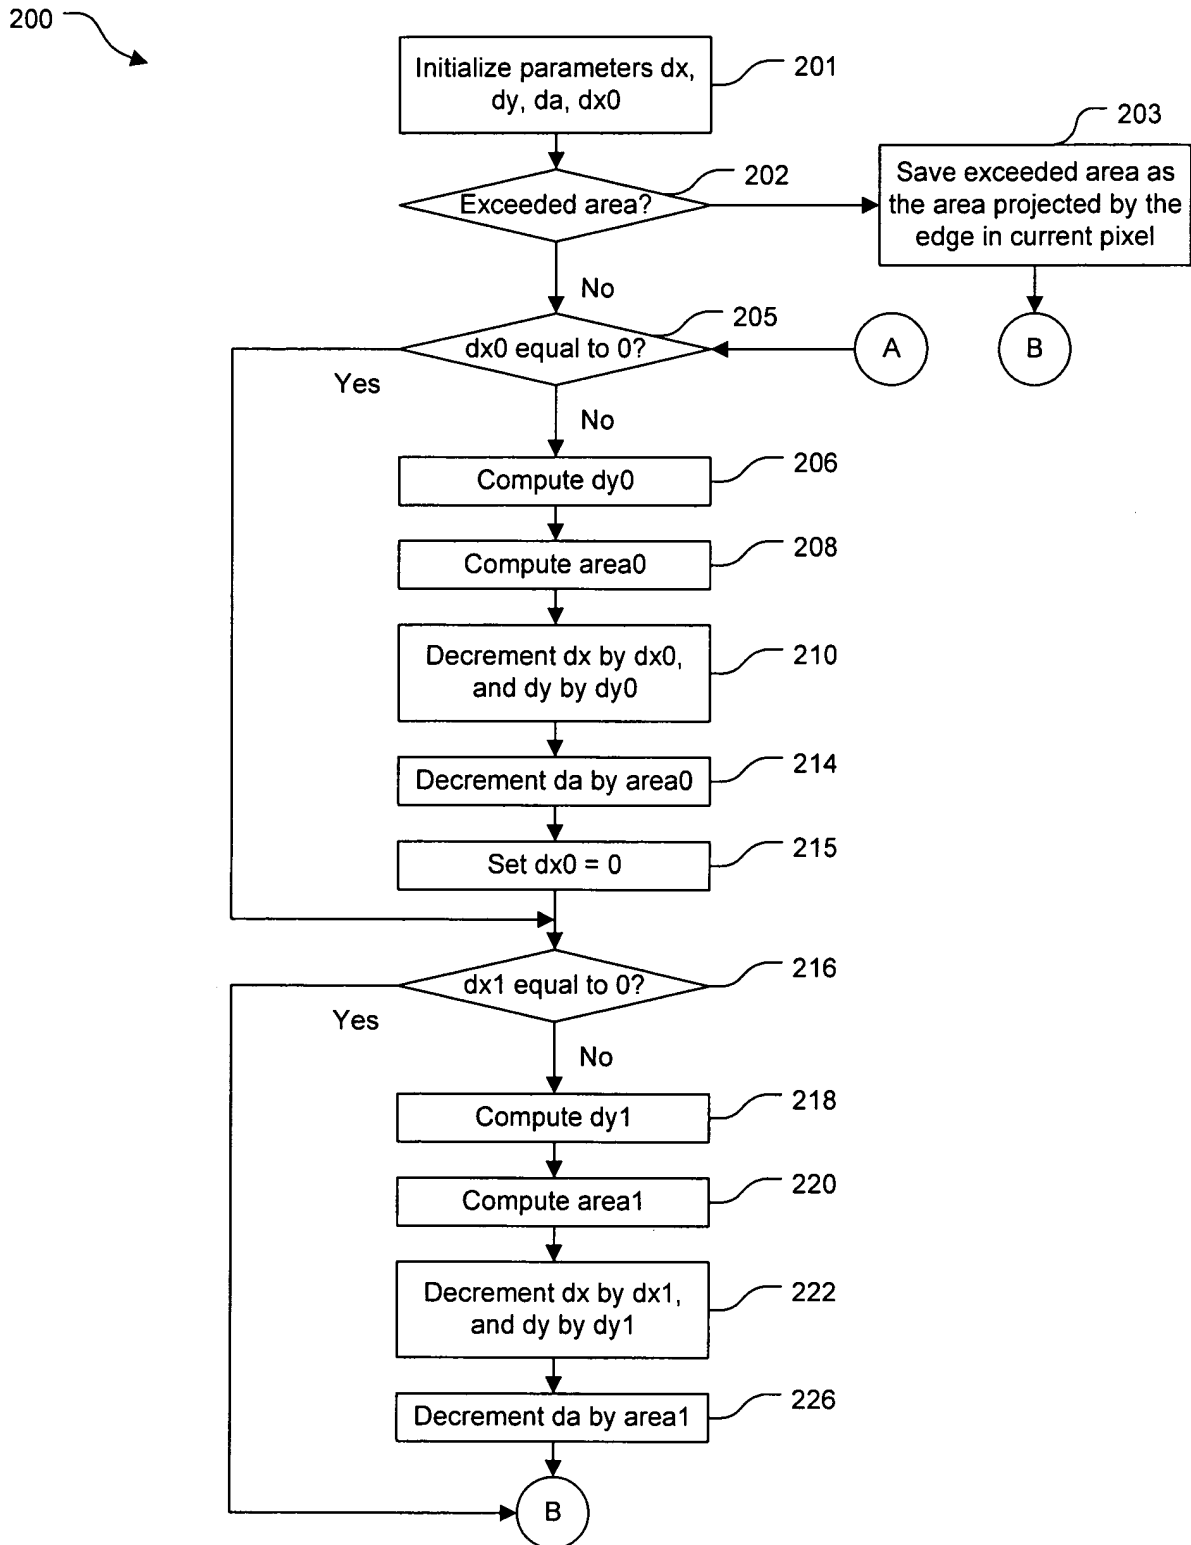 200
Initialize parameters dx,
dy, da, dx0
201
203
202
Exceeded area?
Save exceeded area as
the area projected by the
edge in current pixel
No
205
dx0 equal to 0?
A
B
Yes
No
206
Compute dy0
208
Compute area0
210
Decrement dx by dx0,
and dy by dy0
214
Decrement da by area0
215
Set dx0 = 0
216
dx1 equal to 0?
Yes
No
218
Compute dy1
220
Compute area1
222
Decrement dx by dx1,
and dy by dy1
226
Decrement da by area1
B